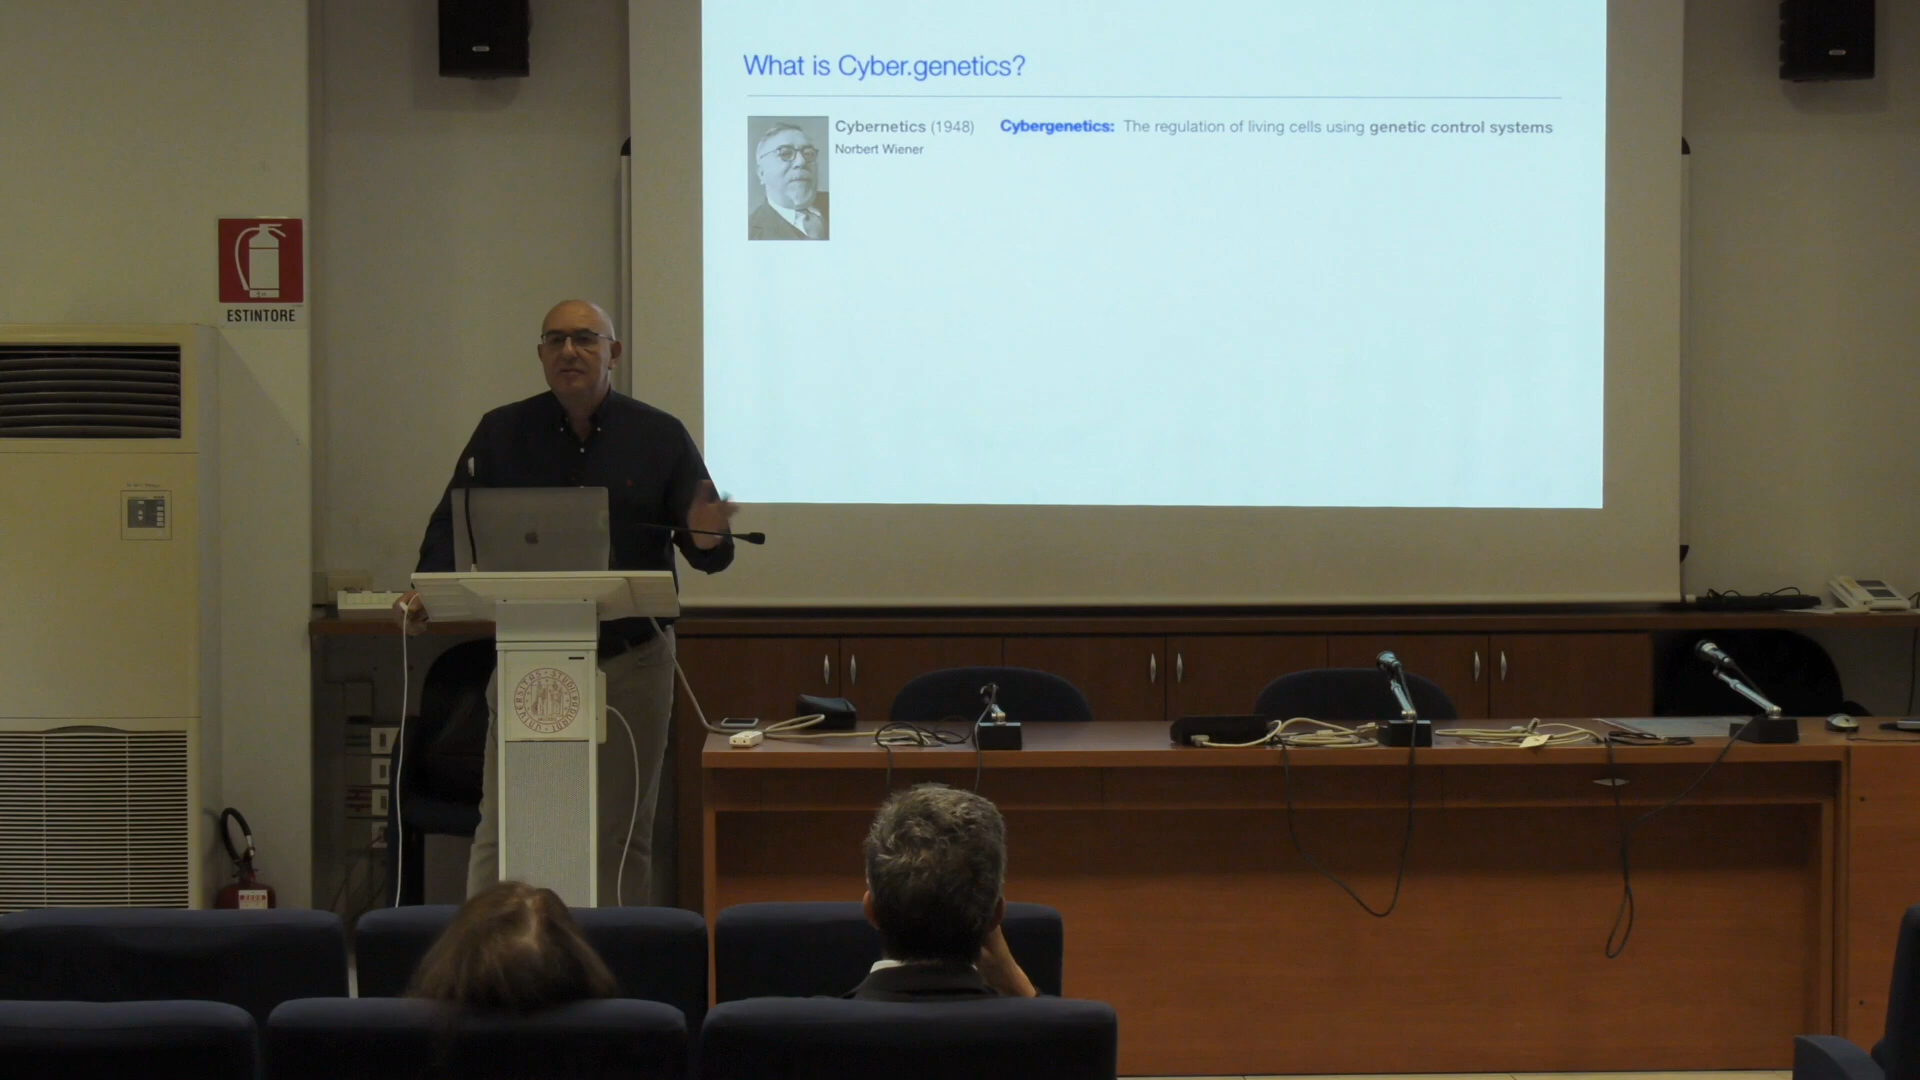 What is Cyber.genetics?
Cybernetics (1948)
Norbert Wiener
Cybergenetics: The regulation of living cells using genetic control systems
ESTINTORE